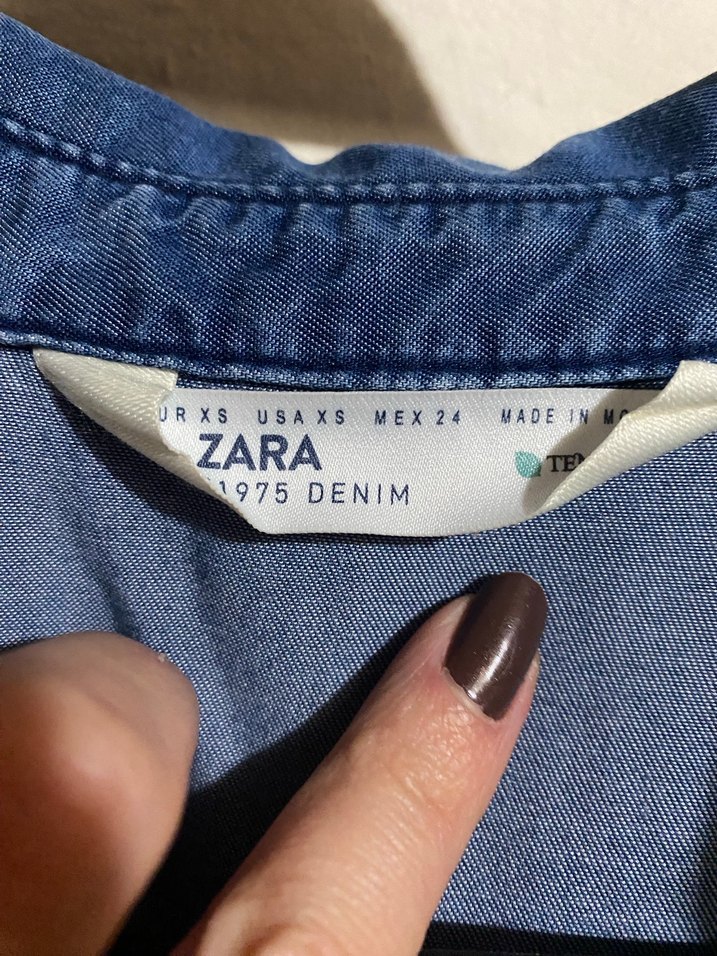 XS USA XS MEX 24 MADE IN
ZARA
1975 DENIM